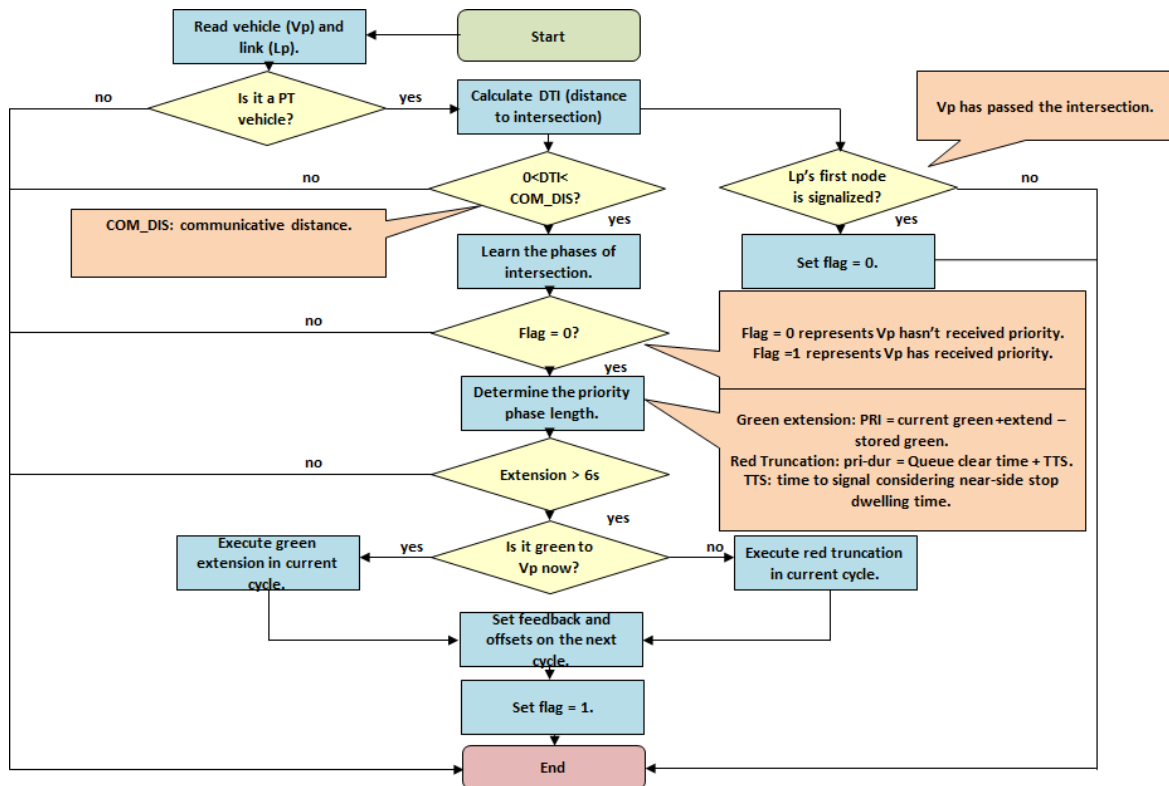 Read vehicle (Vp) and
link (Lp).
Start
no
Is it a PT
vehicle?
yes
Calculate DTI (distance
to intersection)
Vp has passed the intersection.
no
0<DTI<
COM_DIS?
Lp's first node
is signalized?
no
yes
yes
COM_DIS: communicative distance.
Learn the phases of
intersection.
Set flag = 0.
no
Flag = 0?
Flag = 0 represents Vp hasn't received priority.
Flag =1 represents Vp has received priority.
yes
Determine the priority
phase length.
Green extension: PRI = current green +extend –
stored green.
Red Truncation: pri-dur = Queue clear time + TTS.
TTS: time to signal considering near-side stop
dwelling time.
no
Extension > 6s
yes
Execute green
extension in current
cycle.
yes
Is it green to
Vp now?
no
Execute red truncation
in current cycle.
Set feedback and
offsets on the next
cycle.
Set flag = 1.
End